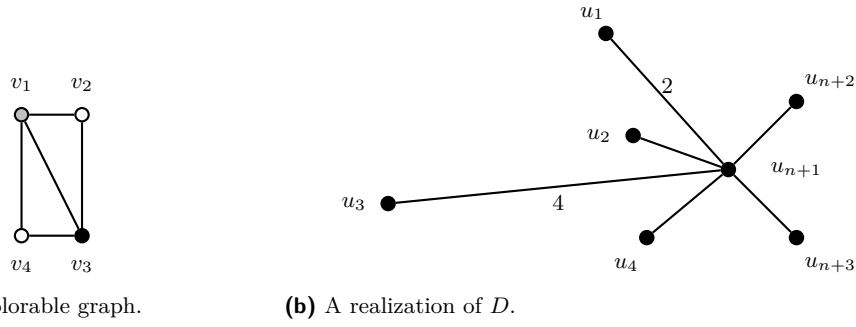 u₁
v₁ v₂
2
uₙ₊₂
u₂
uₙ₊₁
u₃
4
v₄ v₃
u₄
uₙ₊₃
olorable graph.
(b) A realization of D.